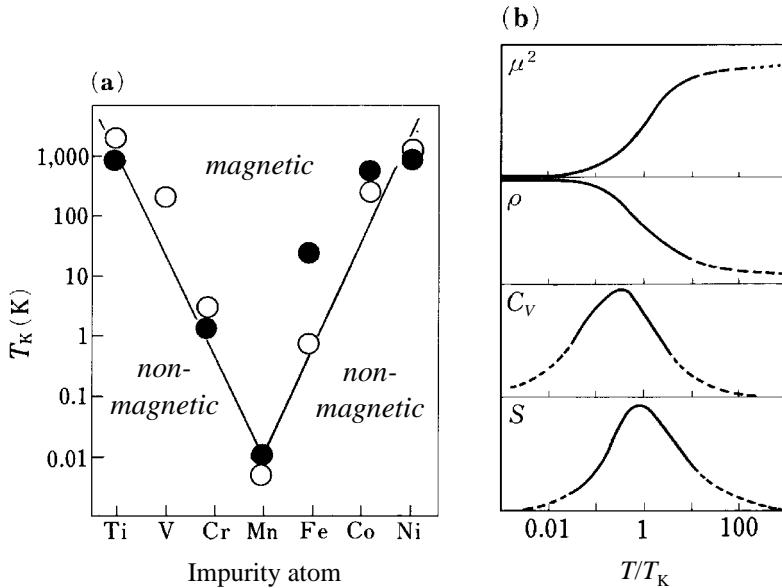 (a)
magnetic
non-
magnetic
non-
magnetic
T_K (K)
1,000
100
10
1
0.1
0.01
Ti V Cr Mn Fe Co Ni
Impurity atom
(b)
μ²
ρ
C_V
S
0.01 1 100
T/T_K